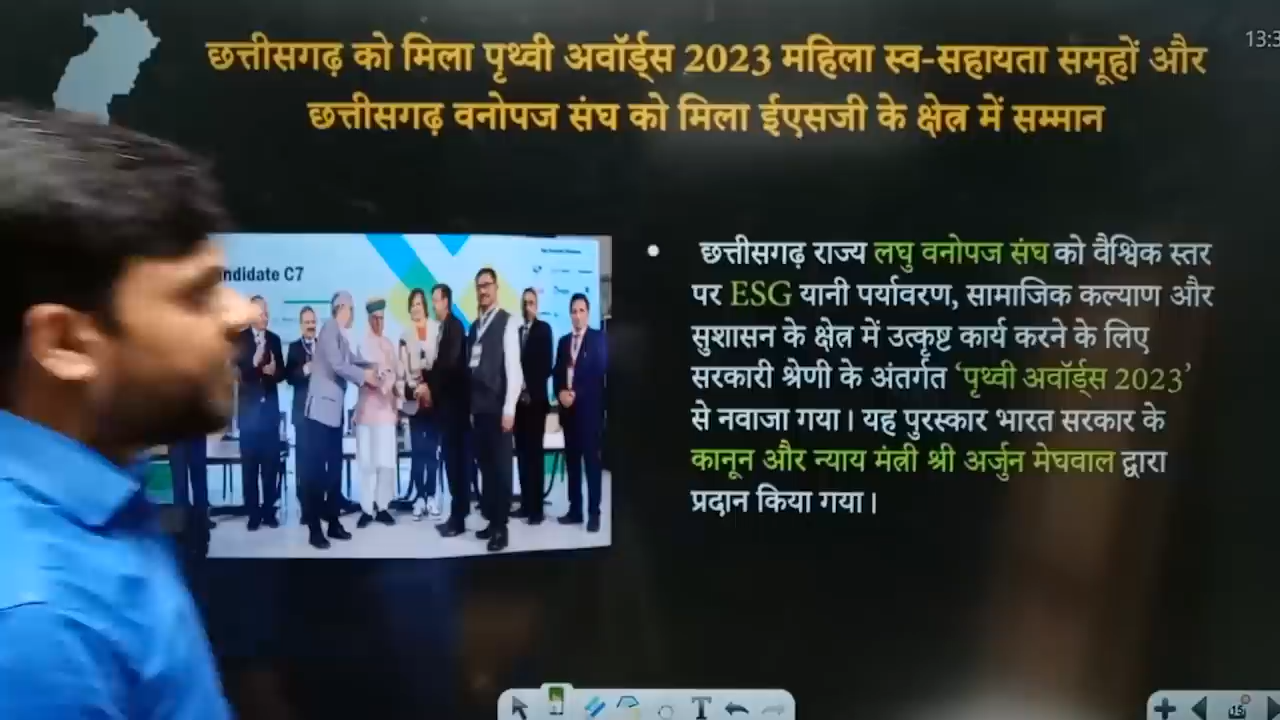 छत्तीसगढ़ को मिला पृथ्वी अवॉर्ड्स 2023 महिला स्व-सहायता समूहों और
छत्तीसगढ़ वनोपज संघ को मिला ईएसजी के क्षेत्र में सम्मान
13:3
ndidate C7
• छत्तीसगढ़ राज्य लघु वनोपज संघ को वैश्विक स्तर
पर ESG यानी पर्यावरण, सामाजिक कल्याण और
सुशासन के क्षेत्र में उत्कृष्ट कार्य करने के लिए
सरकारी श्रेणी के अंतर्गत ‘पृथ्वी अवॉर्ड्स 2023’
से नवाजा गया। यह पुरस्कार भारत सरकार के
कानून और न्याय मंत्री श्री अर्जुन मेघवाल द्वारा
प्रदान किया गया।
T